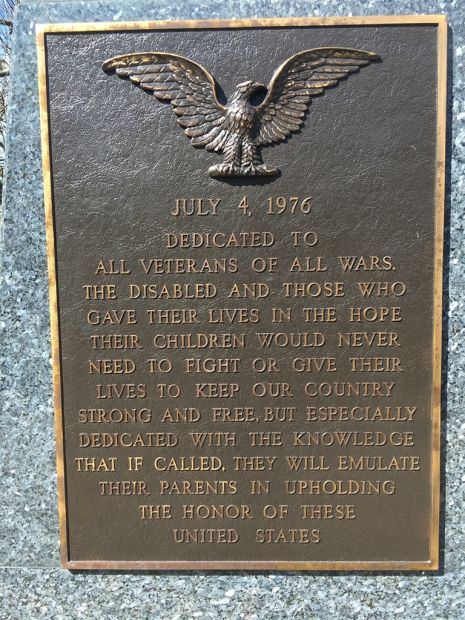 JULY 4, 1976
DEDICATED TO
ALL VETERANS OF ALL WARS.
THE DISABLED AND THOSE WHO
GAVE THEIR LIVES IN THE HOPE
THEIR CHILDREN WOULD NEVER
NEED TO FIGHT OR GIVE THEIR
LIVES TO KEEP OUR COUNTRY
STRONG AND FREE, BUT ESPECIALLY
DEDICATED WITH THE KNOWLEDGE
THAT IF CALLED, THEY WILL EMULATE
THEIR PARENTS IN UPHOLDING
THE HONOR OF THESE
UNITED STATES